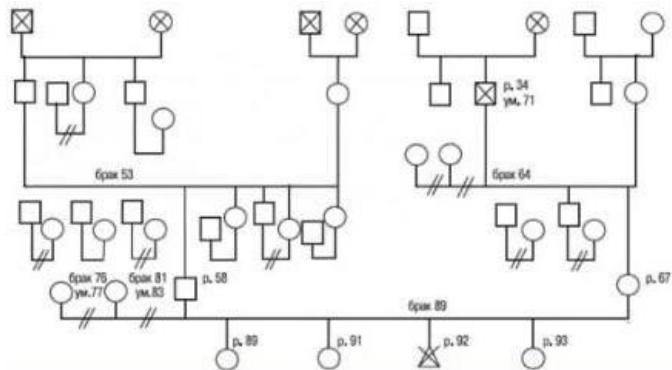 р. 34
ум. 71
брак 53
брак 64
брак 76
ум.77
брак 81
ум.83
р. 58
р. 67
брак 89
р. 89
р. 91
р. 92
р. 93